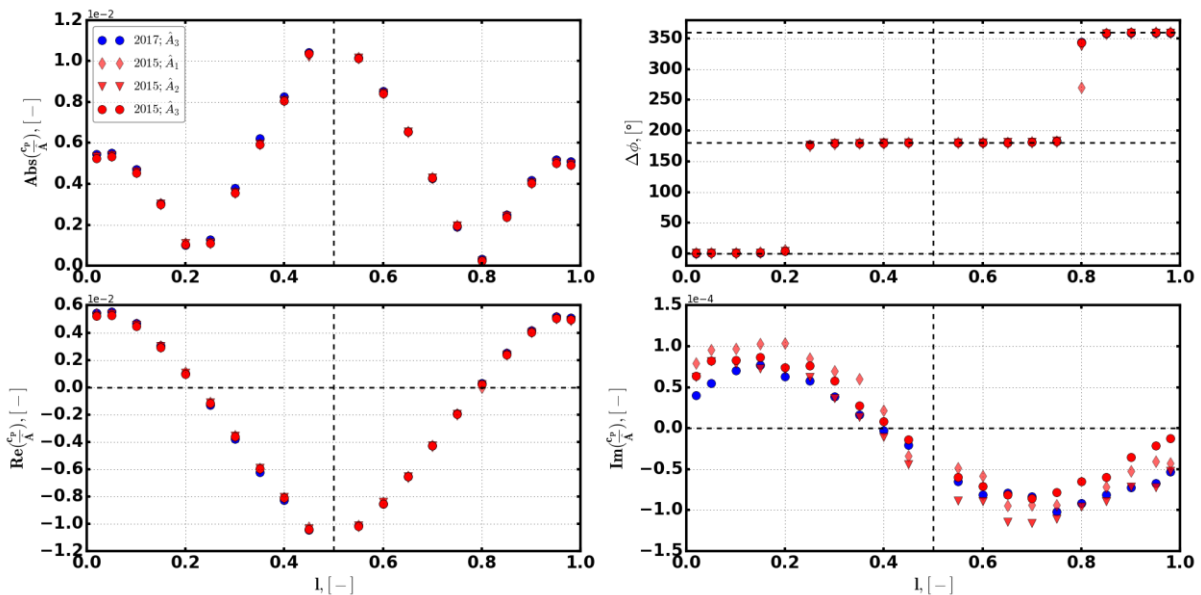 1e-2
1.2
1.0
0.8
0.6
0.4
0.2
0.0
Abs(c_p/A), [−]
2017; Â₃
2015; Â₁
2015; Â₂
2015; Â₃
0.0 0.2 0.4 0.6 0.8 1.0
350
300
250
200
150
100
50
0
Δϕ, [°]
0.0 0.2 0.4 0.6 0.8 1.0
1e-2
0.6
0.4
0.2
0.0
−0.2
−0.4
−0.6
−0.8
−1.0
−1.2
Re(c_p/A), [−]
0.0 0.2 0.4 0.6 0.8 1.0
l, [−]
1e-4
1.0
0.5
0.0
−0.5
−1.0
−1.5
Im(c_p/A), [−]
0.0 0.2 0.4 0.6 0.8 1.0
l, [−]